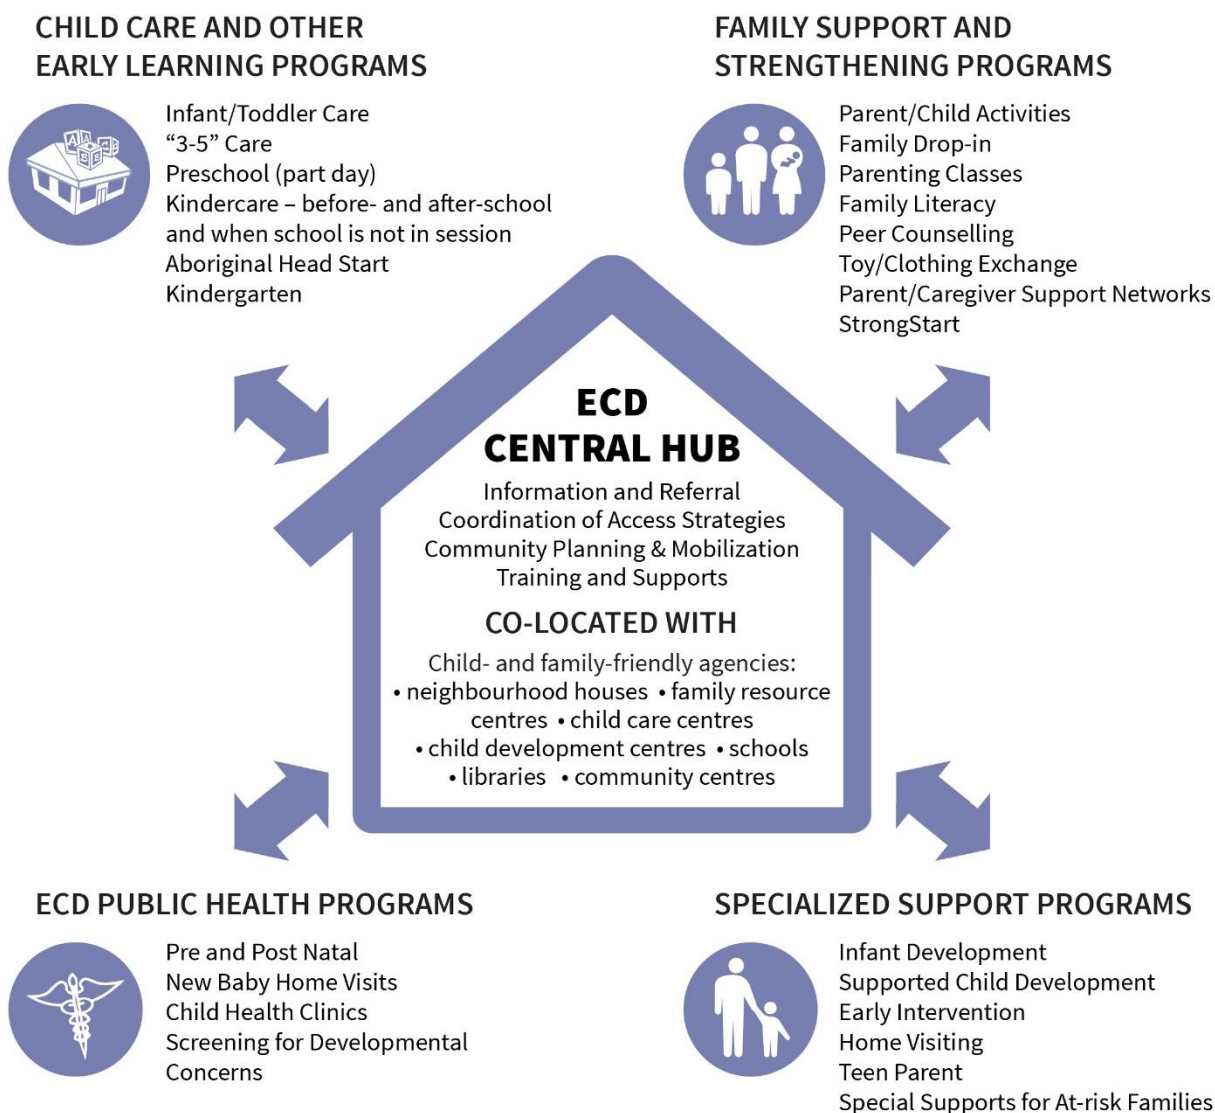 CHILD CARE AND OTHER
EARLY LEARNING PROGRAMS
Infant/Toddler Care
“3-5” Care
Preschool (part day)
Kindercare – before- and after-school
and when school is not in session
Aboriginal Head Start
Kindergarten
FAMILY SUPPORT AND
STRENGTHENING PROGRAMS
Parent/Child Activities
Family Drop-in
Parenting Classes
Family Literacy
Peer Counselling
Toy/Clothing Exchange
Parent/Caregiver Support Networks
StrongStart
ECD
CENTRAL HUB
Information and Referral
Coordination of Access Strategies
Community Planning & Mobilization
Training and Supports
CO-LOCATED WITH
Child- and family-friendly agencies:
• neighbourhood houses • family resource
centres • child care centres
• child development centres • schools
• libraries • community centres
ECD PUBLIC HEALTH PROGRAMS
Pre and Post Natal
New Baby Home Visits
Child Health Clinics
Screening for Developmental
Concerns
SPECIALIZED SUPPORT PROGRAMS
Infant Development
Supported Child Development
Early Intervention
Home Visiting
Teen Parent
Special Supports for At-risk Families